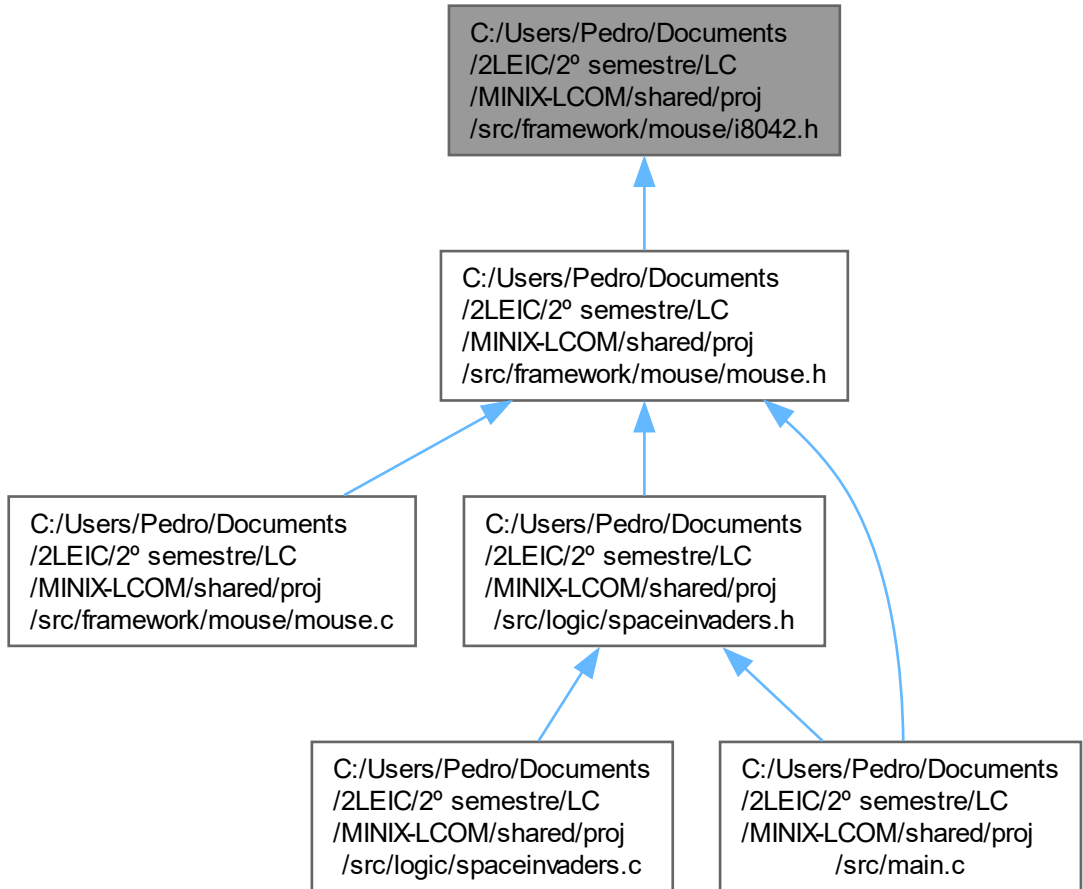 C:/Users/Pedro/Documents
/2LEIC/2º semestre/LC
/MINIX-LCOM/shared/proj
/src/framework/mouse/i8042.h
C:/Users/Pedro/Documents
/2LEIC/2º semestre/LC
/MINIX-LCOM/shared/proj
/src/framework/mouse/mouse.h
C:/Users/Pedro/Documents
/2LEIC/2º semestre/LC
/MINIX-LCOM/shared/proj
/src/framework/mouse/mouse.c
C:/Users/Pedro/Documents
/2LEIC/2º semestre/LC
/MINIX-LCOM/shared/proj
/src/logic/spaceinvaders.h
C:/Users/Pedro/Documents
/2LEIC/2º semestre/LC
/MINIX-LCOM/shared/proj
/src/logic/spaceinvaders.c
C:/Users/Pedro/Documents
/2LEIC/2º semestre/LC
/MINIX-LCOM/shared/proj
/src/main.c